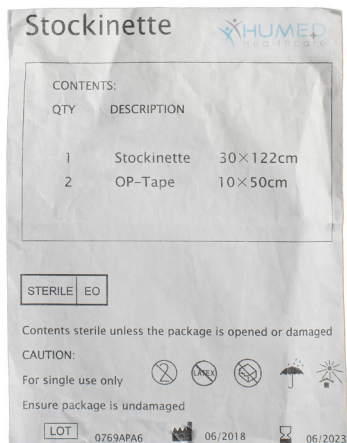 Stockinette
HUMED
Healthcare
CONTENTS:
QTY DESCRIPTION
1 Stockinette 30×122cm
2 OP-Tape 10×50cm
STERILE EO
Contents sterile unless the package is opened or damaged
CAUTION:
For single use only
2
LATEX
Ensure package is undamaged
LOT 0769APA6 06/2018 06/2023